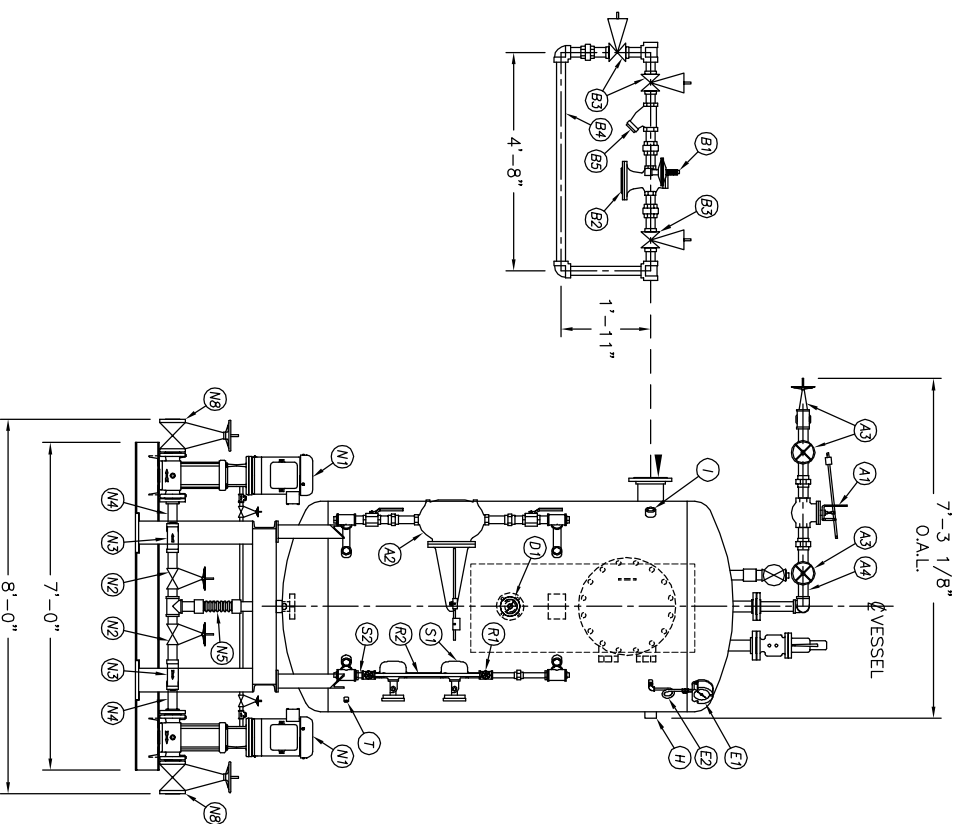 B3
B4
B5
B1
B2
B3
4'-8"
1'-11"
7'-3 1/8"
O.A.L.
A3
A1
A3
A4
℄ VESSEL
I
A2
D1
R1
S1
R2
S2
T
E1
E2
H
N8
N1
N4
N3
N2
N5
N2
N3
N4
N1
N8
7'-0"
8'-0"